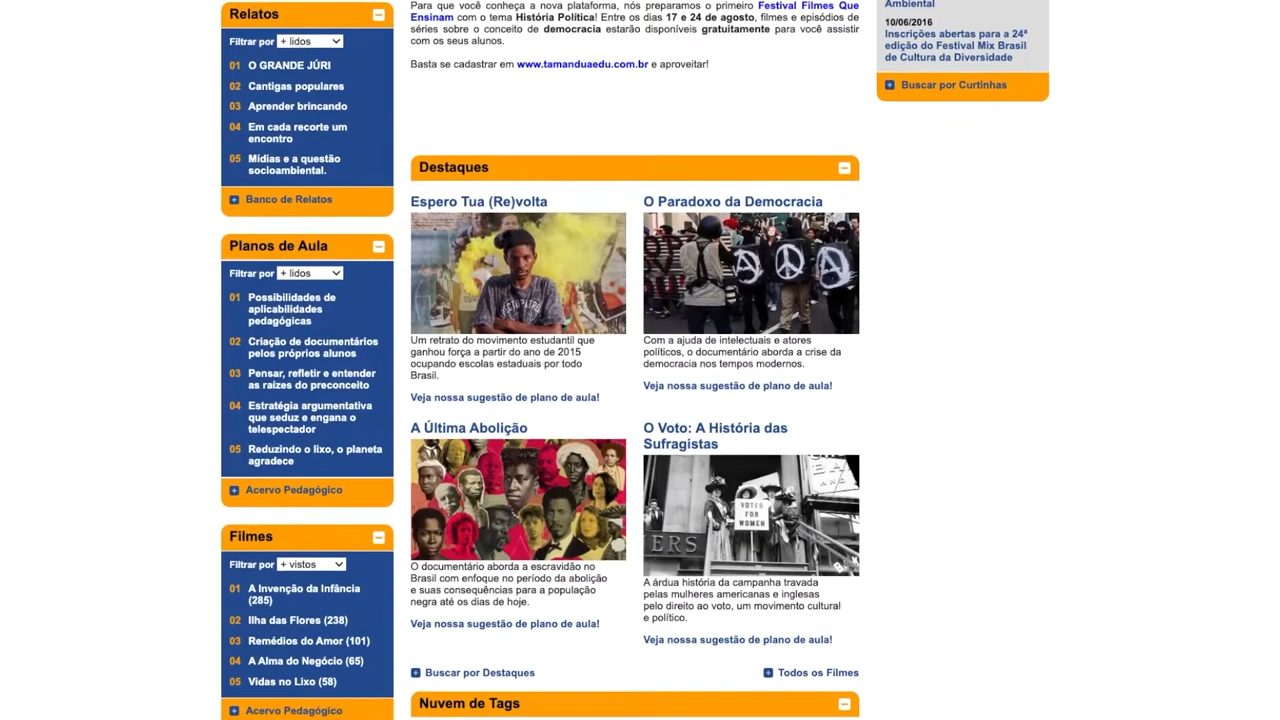 Relatos
Filtrar por + lidos
01 O GRANDE JÚRI
02 Cantigas populares
03 Aprender brincando
04 Em cada recorte um
encontro
05 Mídias e a questão
socioambiental.
Banco de Relatos
Planos de Aula
Filtrar por + lidos
01 Possibilidades de
aplicabilidades
pedagógicas
02 Criação de documentários
pelos próprios alunos
03 Pensar, refletir e entender
as raízes do preconceito
04 Estratégia argumentativa
que seduz e engana o
telespectador
05 Reduzindo o lixo, o planeta
agradece
Acervo Pedagógico
Filmes
Filtrar por + vistos
01 A Invenção da Infância
(285)
02 Ilha das Flores (238)
03 Remédios do Amor (101)
04 A Alma do Negócio (65)
05 Vidas no Lixo (58)
Acervo Pedagógico
Para que você conheça a nova plataforma, nós preparamos o primeiro Festival Filmes Que
Ensinam com o tema História Política! Entre os dias 17 e 24 de agosto, filmes e episódios de
séries sobre o conceito de democracia estarão disponíveis gratuitamente para você assistir
com os seus alunos.
Basta se cadastrar em www.tamanduaedu.com.br e aproveitar!
Destaques
Espero Tua (Re)volta
Um retrato do movimento estudantil que
ganhou força a partir do ano de 2015
ocupando escolas estaduais por todo
Brasil.
Veja nossa sugestão de plano de aula!
O Paradoxo da Democracia
Com a ajuda de intelectuais e atores
políticos, o documentário aborda a crise da
democracia nos tempos modernos.
Veja nossa sugestão de plano de aula!
A Última Abolição
O documentário aborda a escravidão no
Brasil com enfoque no período da abolição
e suas consequências para a população
negra até os dias de hoje.
Veja nossa sugestão de plano de aula!
O Voto: A História das
Sufragistas
VOTES
FOR
WOMEN
A árdua história da campanha travada
pelas mulheres americanas e inglesas
pelo direito ao voto, um movimento cultural
e político.
Veja nossa sugestão de plano de aula!
Buscar por Destaques
Todos os Filmes
Nuvem de Tags
Ambiental
10/06/2016
Inscrições abertas para a 24ª
edição do Festival Mix Brasil
de Cultura da Diversidade
Buscar por Curtinhas